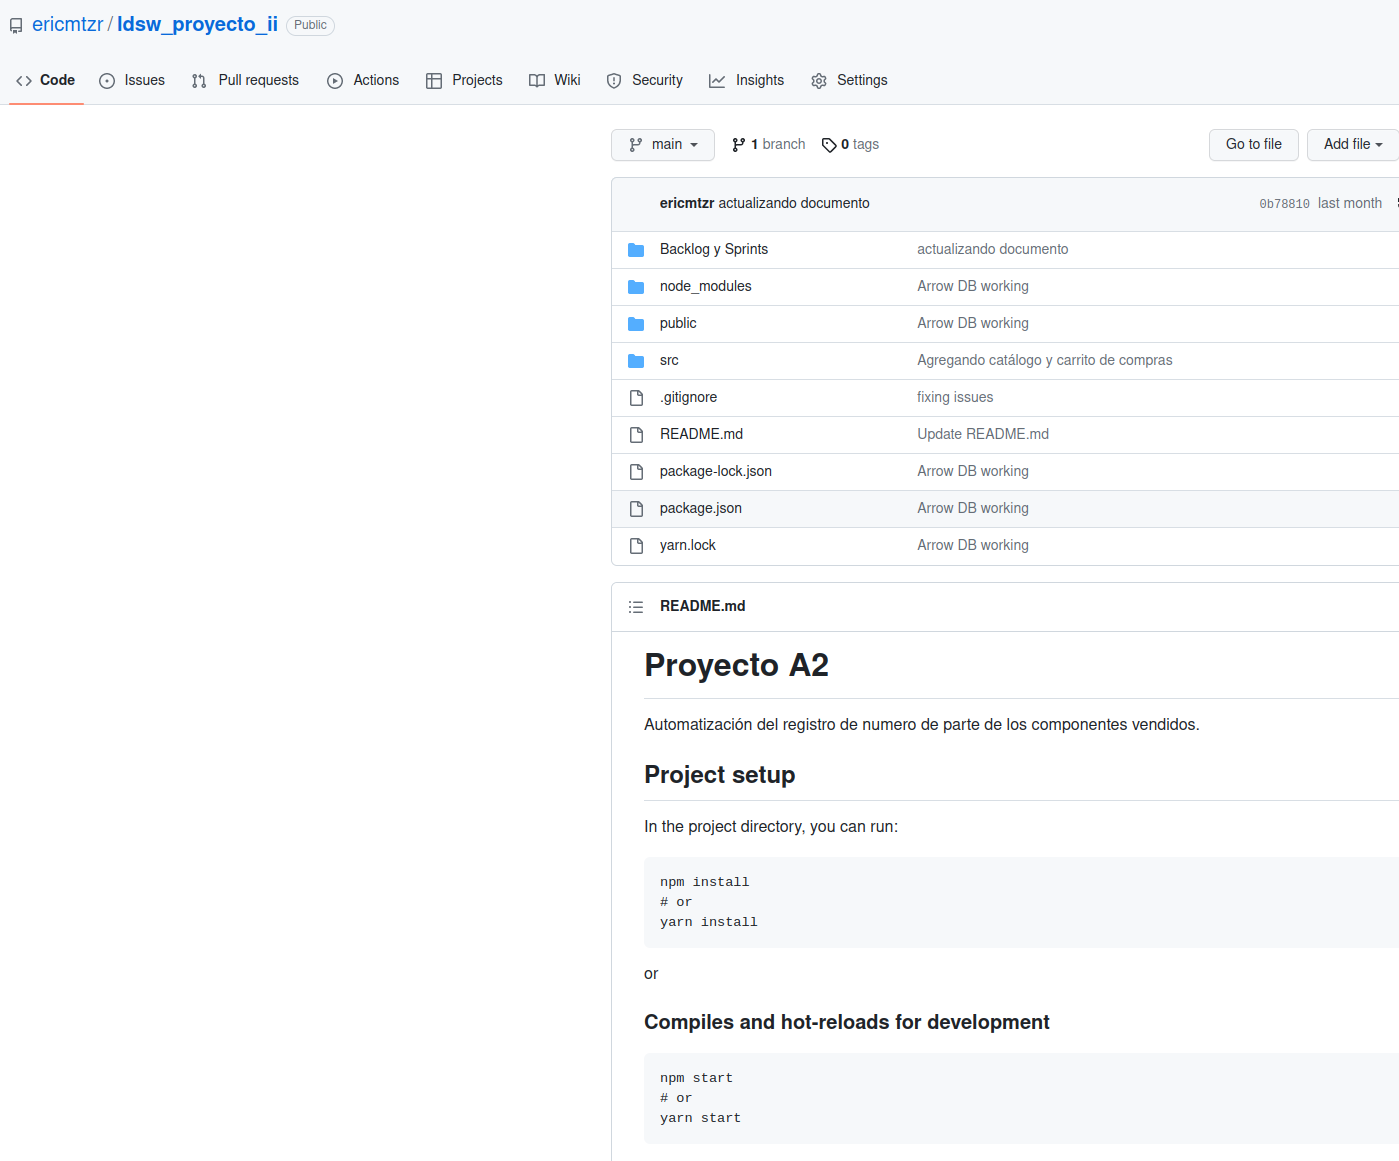 ericmtzr / ldsw_proyecto_ii Public
Code Issues Pull requests Actions Projects Wiki Security Insights Settings
main 1 branch 0 tags Go to file Add file
ericmtzr actualizando documento 0b78810 last month
Backlog y Sprints actualizando documento
node_modules Arrow DB working
public Arrow DB working
src Agregando catálogo y carrito de compras
.gitignore fixing issues
README.md Update README.md
package-lock.json Arrow DB working
package.json Arrow DB working
yarn.lock Arrow DB working
README.md
Proyecto A2
Automatización del registro de numero de parte de los componentes vendidos.
Project setup
In the project directory, you can run:
npm install
# or
yarn install
or
Compiles and hot-reloads for development
npm start
# or
yarn start